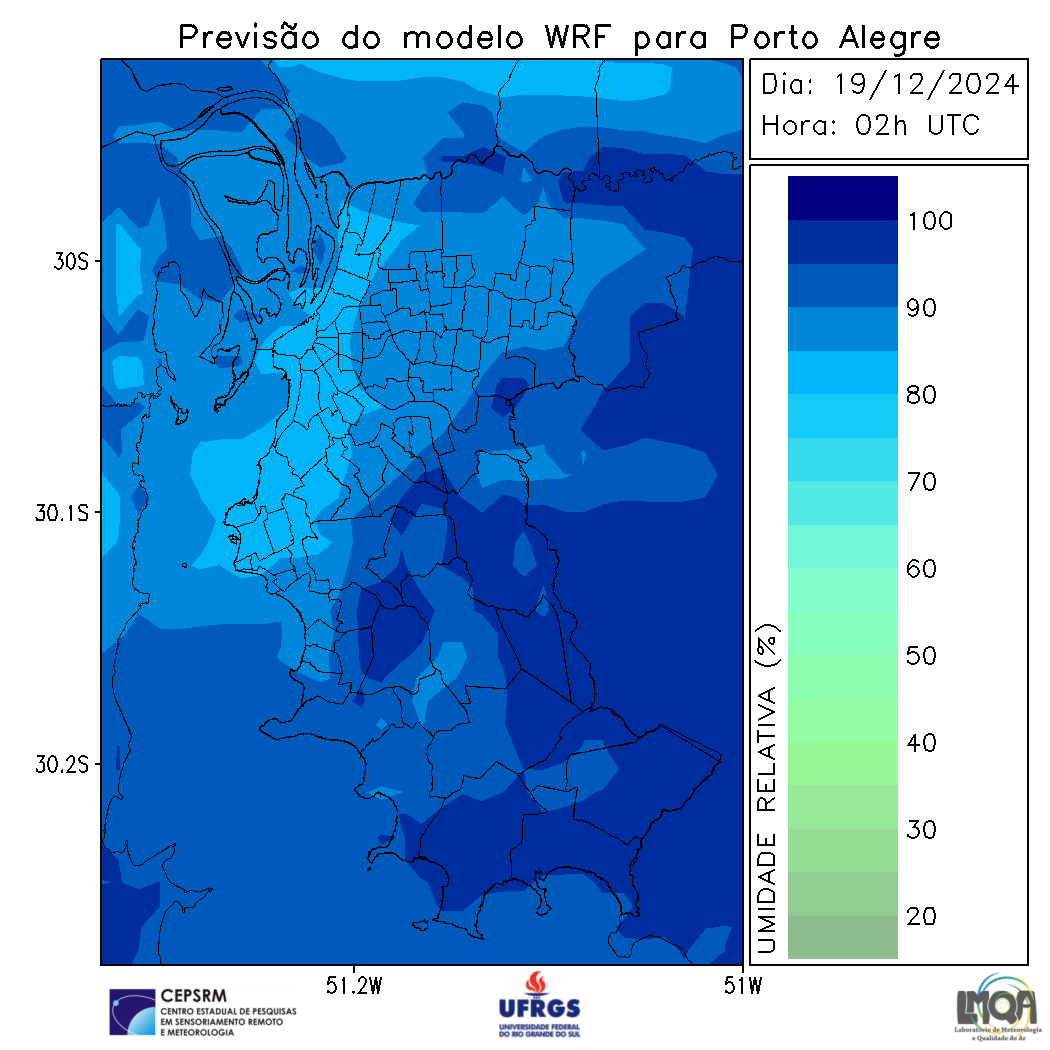 Previsão do modelo WRF para Porto Alegre
Dia: 19/12/2024
Hora: 02h UTC
100
90
80
70
60
50
40
30
20
UMIDADE RELATIVA (%)
30S
30.1S
30.2S
51.2W
51W
CEPSRM
CENTRO ESTADUAL DE PESQUISAS
EM SENSORIAMENTO REMOTO
E METEOROLOGIA
UFRGS
UNIVERSIDADE FEDERAL
DO RIO GRANDE DO SUL
LMQA
Laboratório de Meteorologia
e Qualidade do Ar